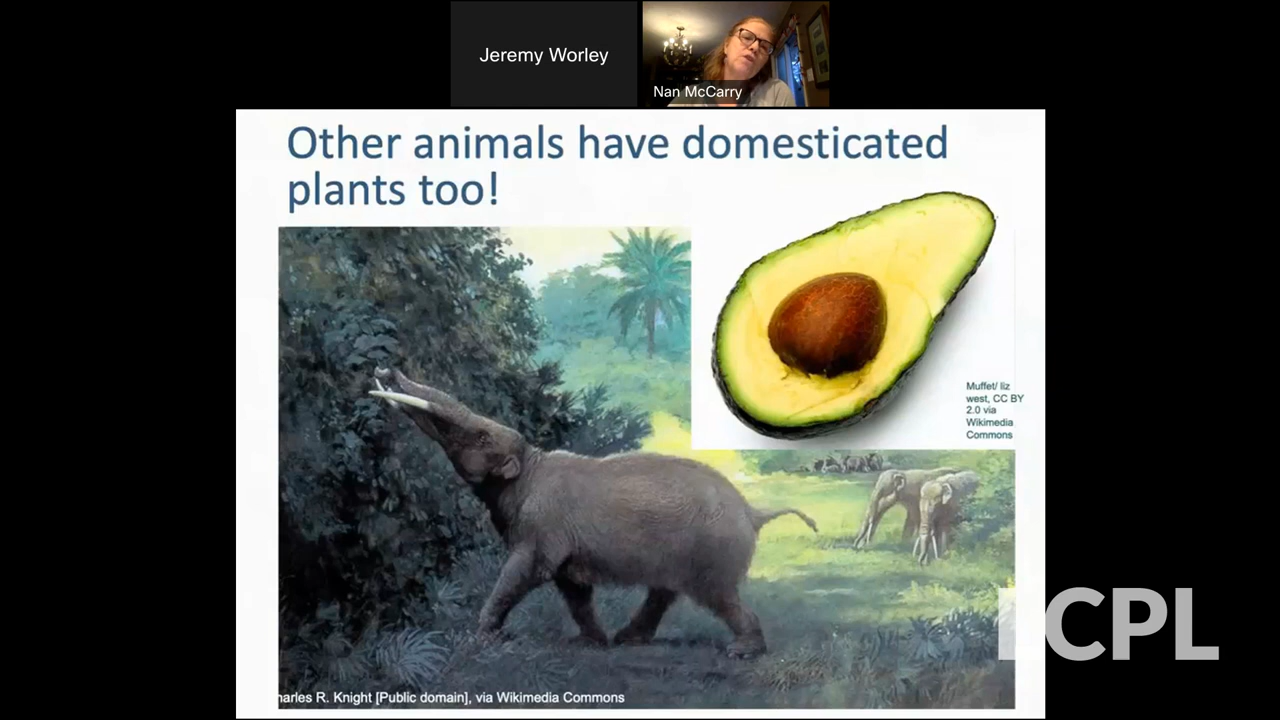 Jeremy Worley
Nan McCarry
Other animals have domesticated
plants too!
Muffet/ liz
west, CC BY
2.0 via
Wikimedia
Commons
LCPL
harles R. Knight [Public domain], via Wikimedia Commons